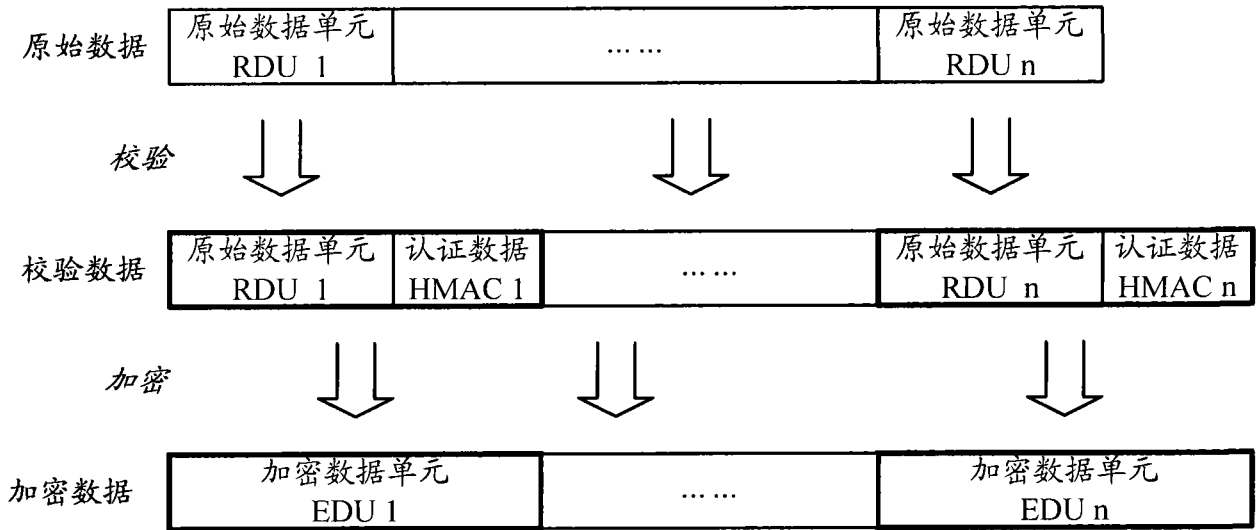 原始数据
原始数据单元
RDU 1
... ...
原始数据单元
RDU n
校验
校验数据
原始数据单元
RDU 1
认证数据
HMAC 1
... ...
原始数据单元
RDU n
认证数据
HMAC n
加密
加密数据
加密数据单元
EDU 1
... ...
加密数据单元
EDU n